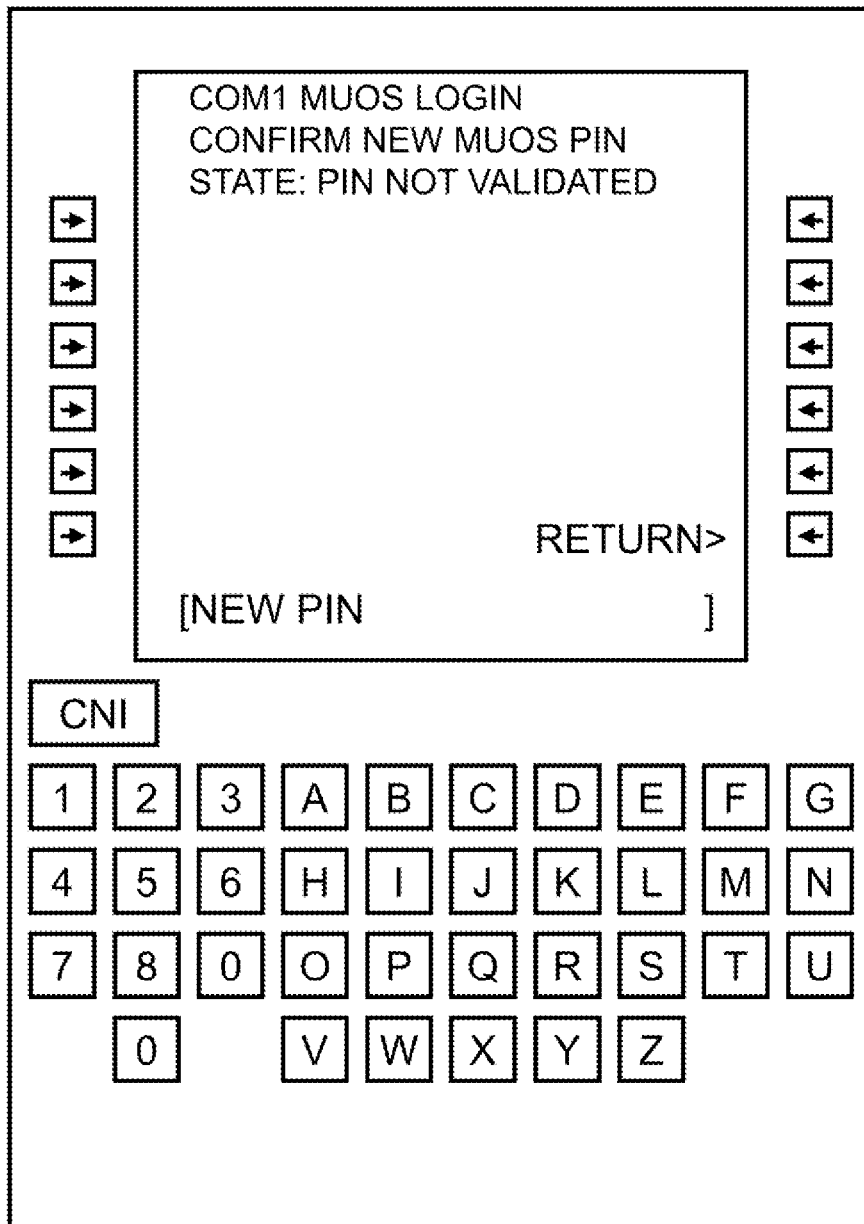 COM1 MUOS LOGIN
CONFIRM NEW MUOS PIN
STATE: PIN NOT VALIDATED
RETURN>
[NEW PIN ]
CNI
1 2 3 A B C D E F G
4 5 6 H I J K L M N
7 8 0 O P Q R S T U
0 V W X Y Z